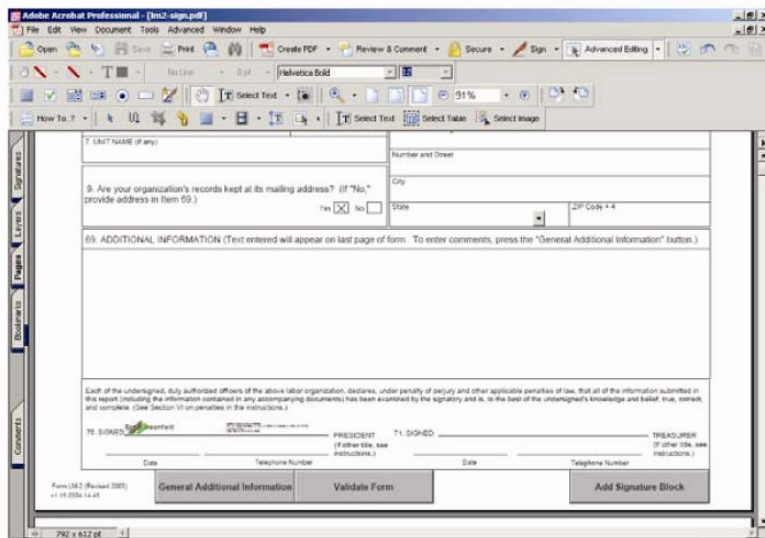 Adobe Acrobat Professional - [lm2-sign.pdf]
File Edit View Document Tools Advanced Window Help
Open Save Print Create PDF Review & Comment Secure Sign Advanced Editing
No Line 0 pt Helvetica Bold 12
Select Text 91%
How To..? Select Text Select Table Select Image
Signatures
Layers
Pages
Bookmarks
Comments
7. UNIT NAME (if any)
Number and Street
9. Are your organization's records kept at its mailing address? (If "No," provide address in Item 69.)
Yes No
City
State ZIP Code + 4
69. ADDITIONAL INFORMATION (Text entered will appear on last page of form. To enter comments, press the "General Additional Information" button.)
Each of the undersigned, duly authorized officers of the above labor organization, declares, under penalty of perjury and other applicable penalties of law, that all of the information submitted in
this report (including the information contained in any accompanying documents) has been examined by the signatory and is, to the best of the undersigned's knowledge and belief, true, correct,
and complete. (See Section VI on penalties in the instructions.)
70. SIGNED: PRESIDENT 71. SIGNED: TREASURER
(If other title, see instructions.) (If other title, see instructions.)
Date Telephone Number Date Telephone Number
Form LM-2 (Revised 2003)
General Additional Information Validate Form Add Signature Block
792 x 612 pt